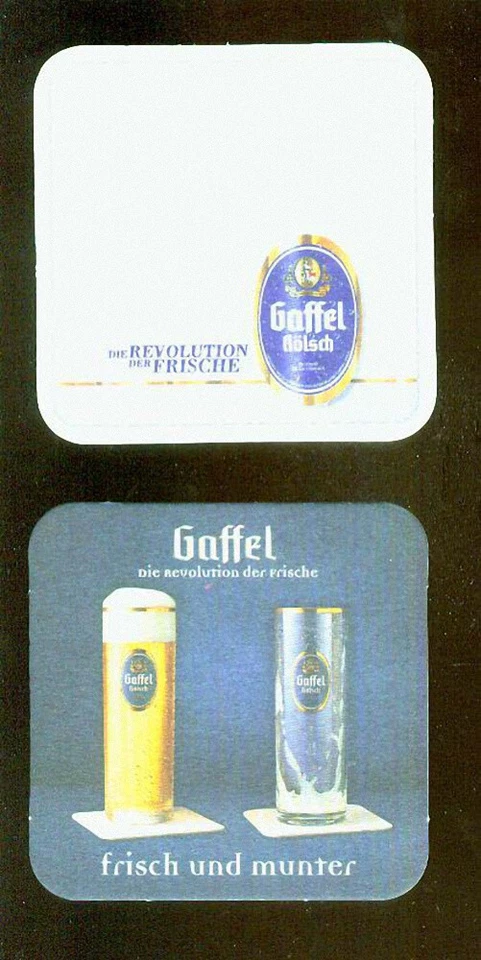 Gaffel
Kölsch
DIE REVOLUTION
DER FRISCHE
Gaffel
Die Revolution der Frische
Gaffel
Kölsch
Gaffel
Kölsch
frisch und munter